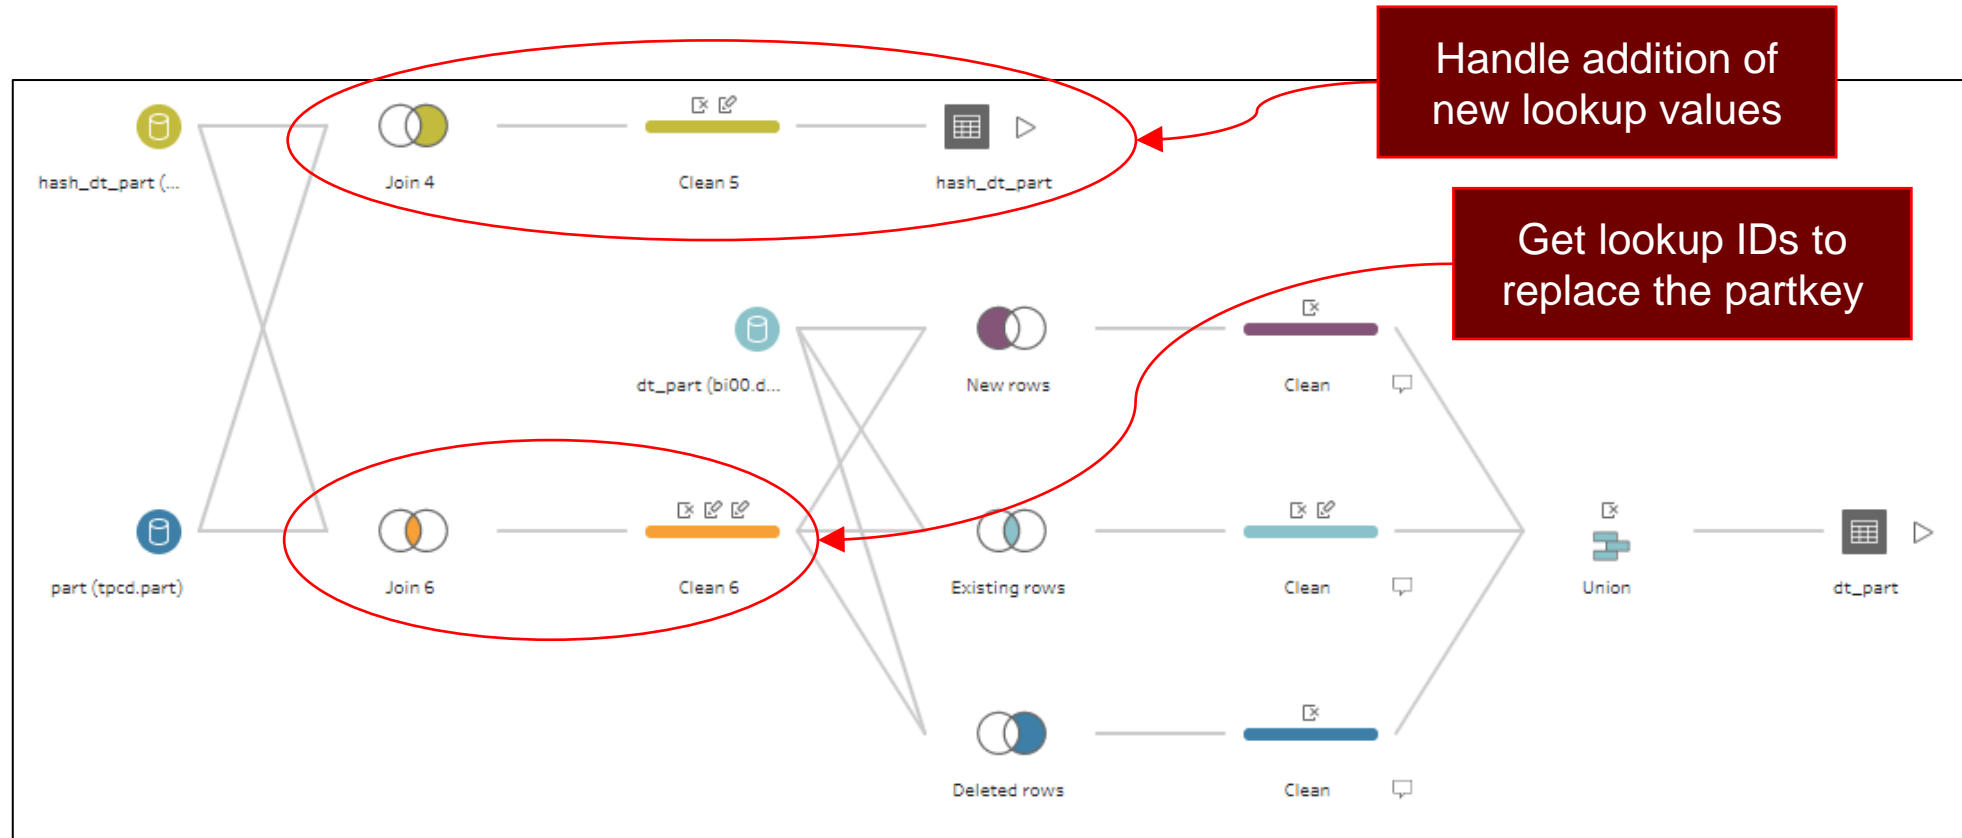 Handle addition of
new lookup values
hash_dt_part (...
Join 4
Clean 5
hash_dt_part
Get lookup IDs to
replace the partkey
dt_part (bi00.d...
New rows
Clean
part (tpcd.part)
Join 6
Clean 6
Existing rows
Clean
Union
dt_part
Deleted rows
Clean